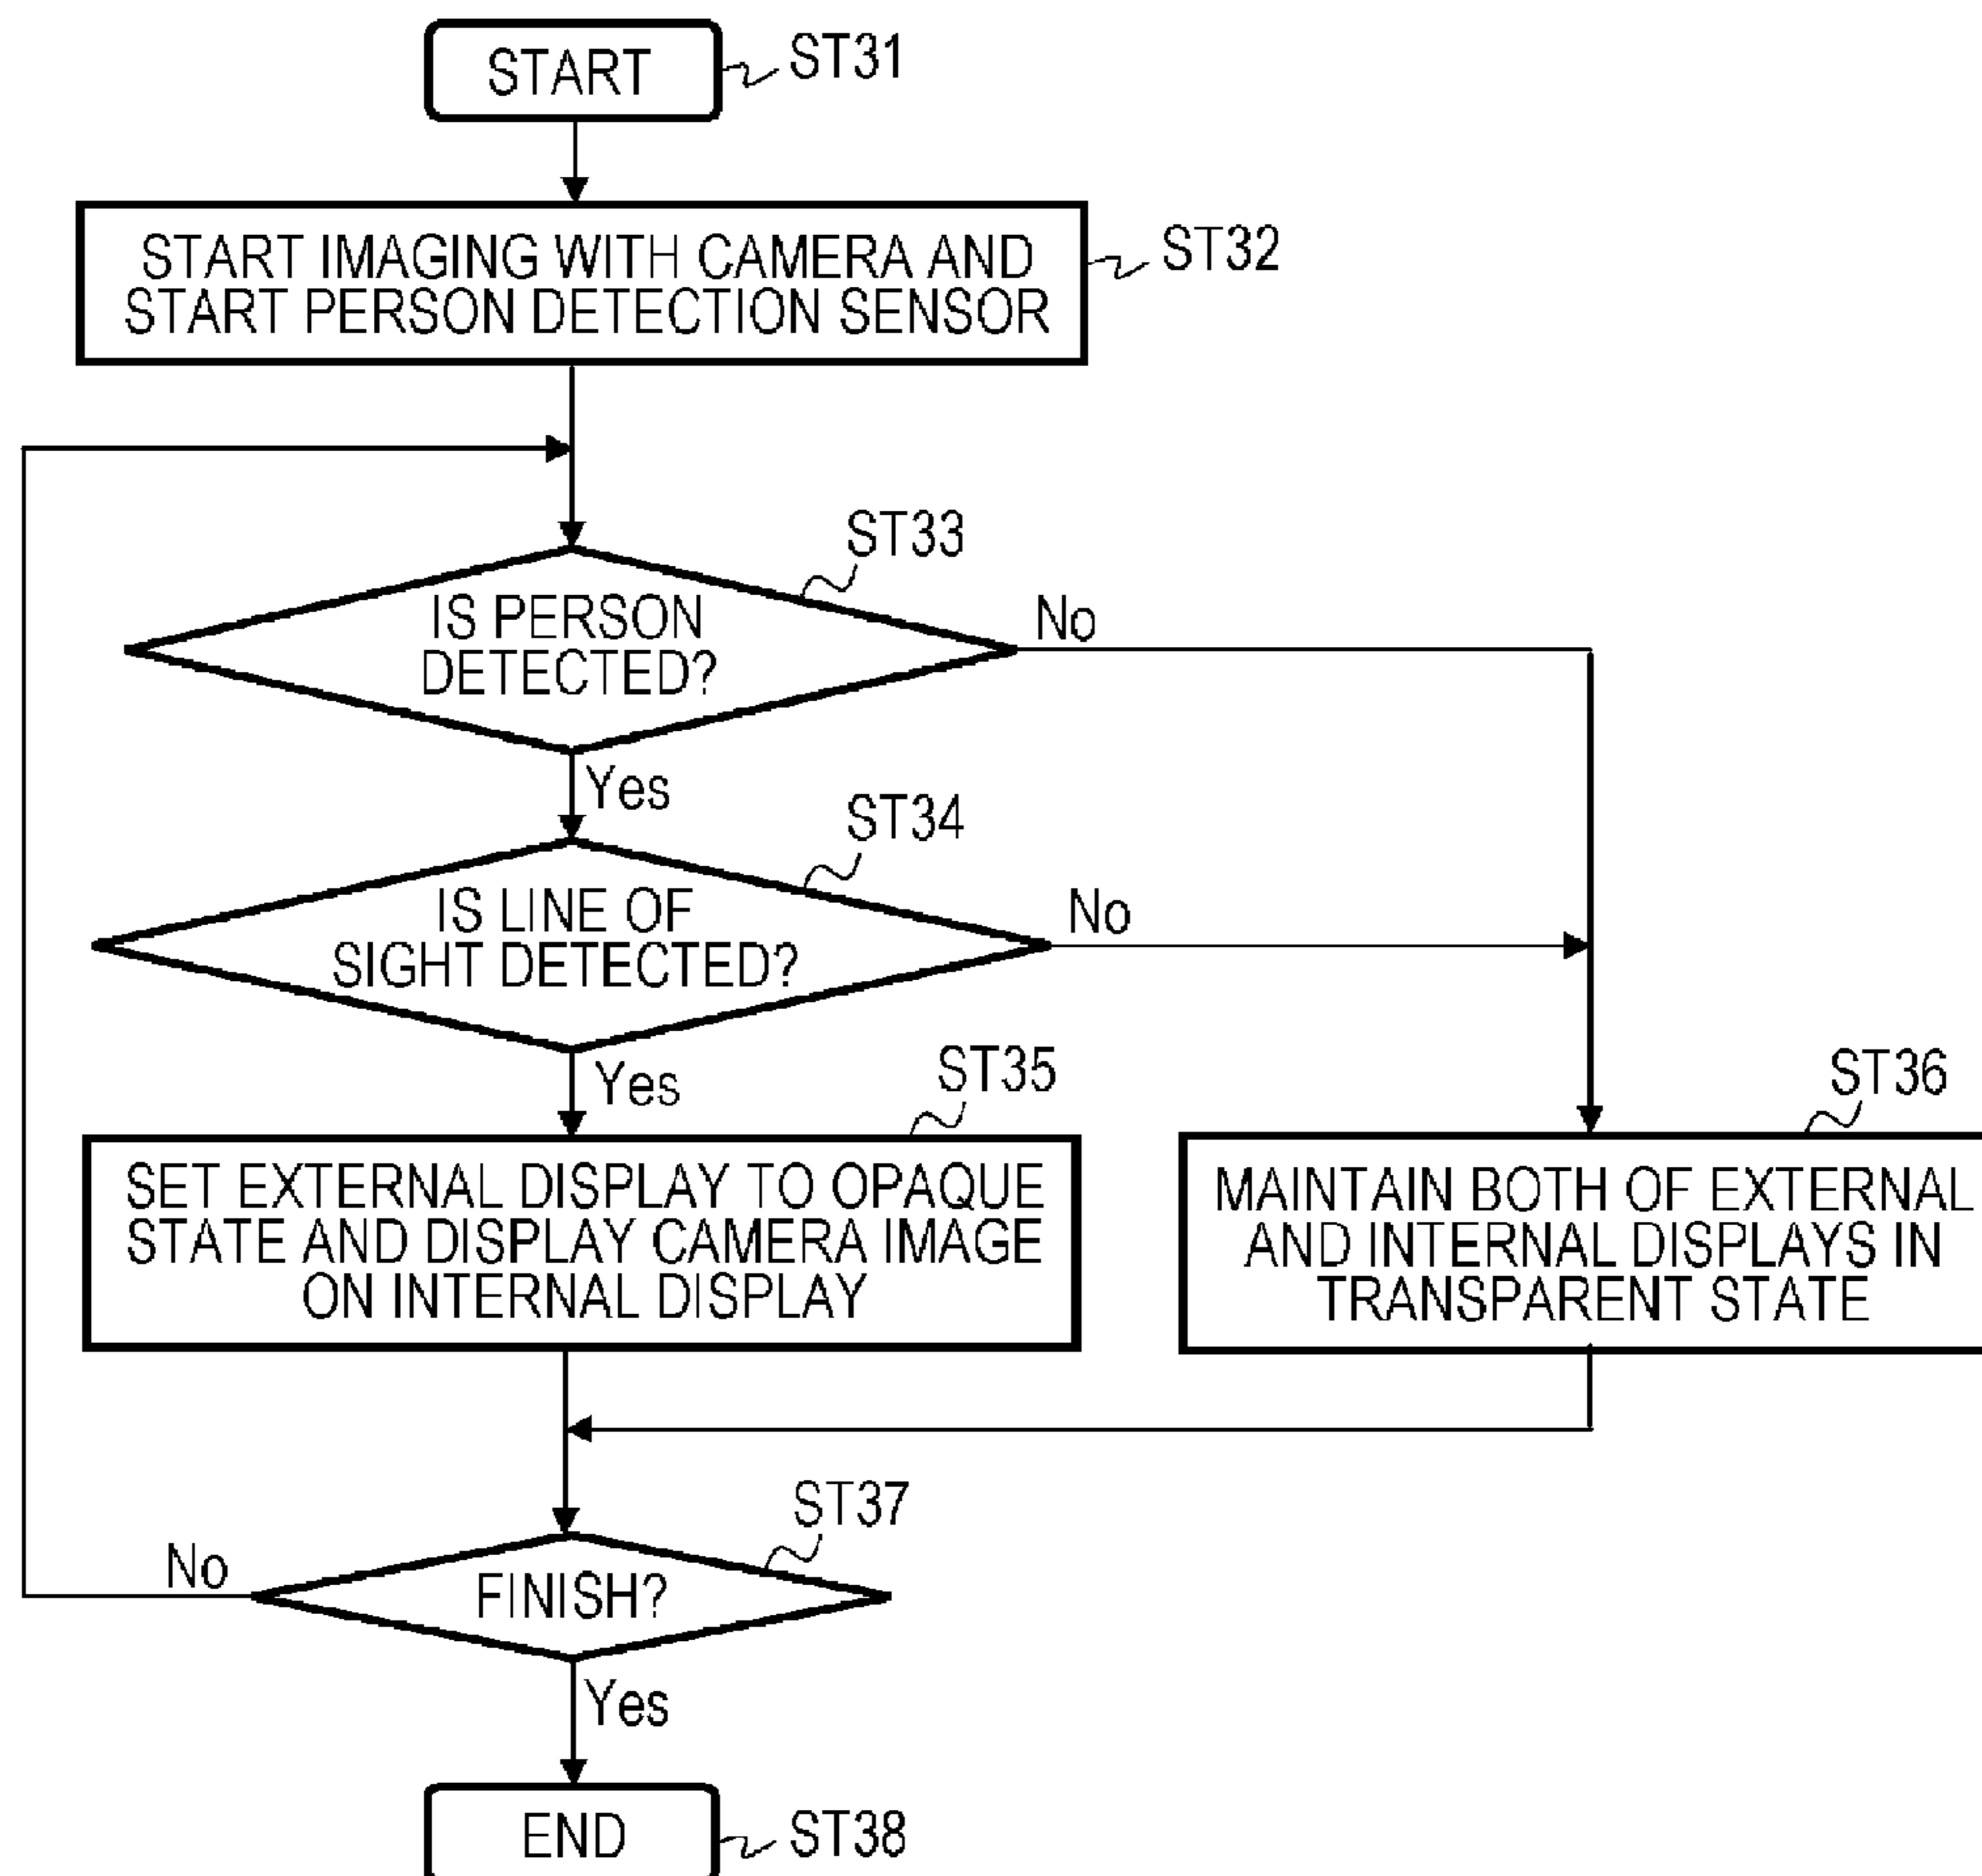 START
ST31
START IMAGING WITH CAMERA AND
START PERSON DETECTION SENSOR
ST32
ST33
IS PERSON
DETECTED?
No
Yes
ST34
IS LINE OF
SIGHT DETECTED?
No
Yes
ST35
SET EXTERNAL DISPLAY TO OPAQUE
STATE AND DISPLAY CAMERA IMAGE
ON INTERNAL DISPLAY
ST36
MAINTAIN BOTH OF EXTERNAL
AND INTERNAL DISPLAYS IN
TRANSPARENT STATE
ST37
No
FINISH?
Yes
END
ST38